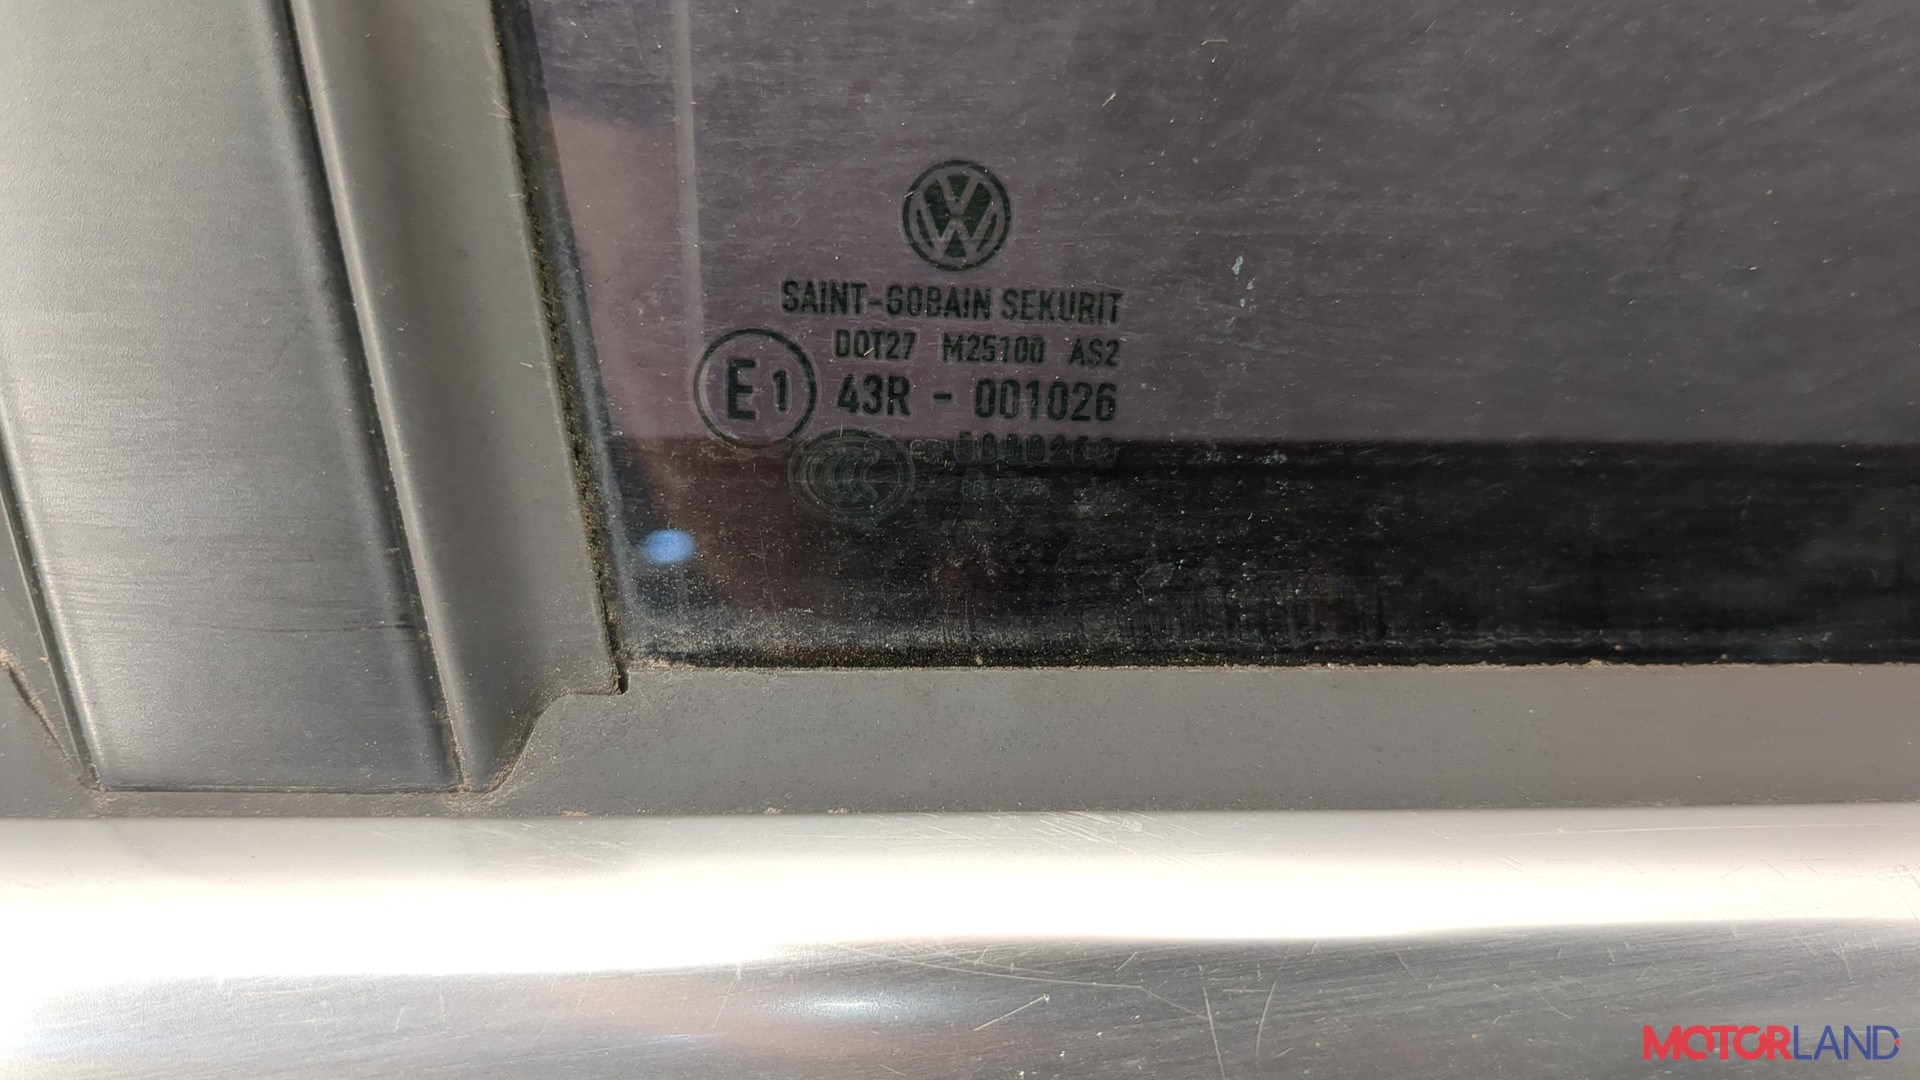 SAINT-GOBAIN SEKURIT
DOT27 M25100 AS2
E1 43R - 001026
MOTORLAND